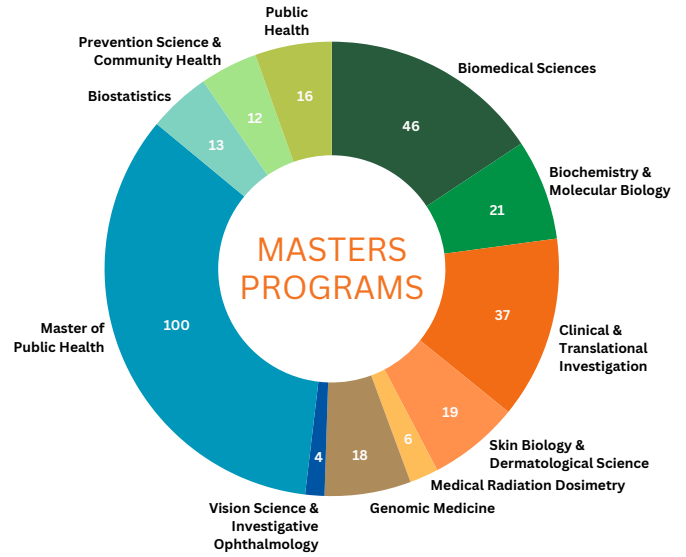 Public
Health
16
Biomedical Sciences
46
Biochemistry &
Molecular Biology
21
Clinical &
Translational
Investigation
37
Skin Biology &
Dermatological Science
19
Medical Radiation Dosimetry
6
Genomic Medicine
18
Vision Science &
Investigative
Ophthalmology
4
Master of
Public Health
100
Biostatistics
13
Prevention Science &
Community Health
12
MASTERS
PROGRAMS